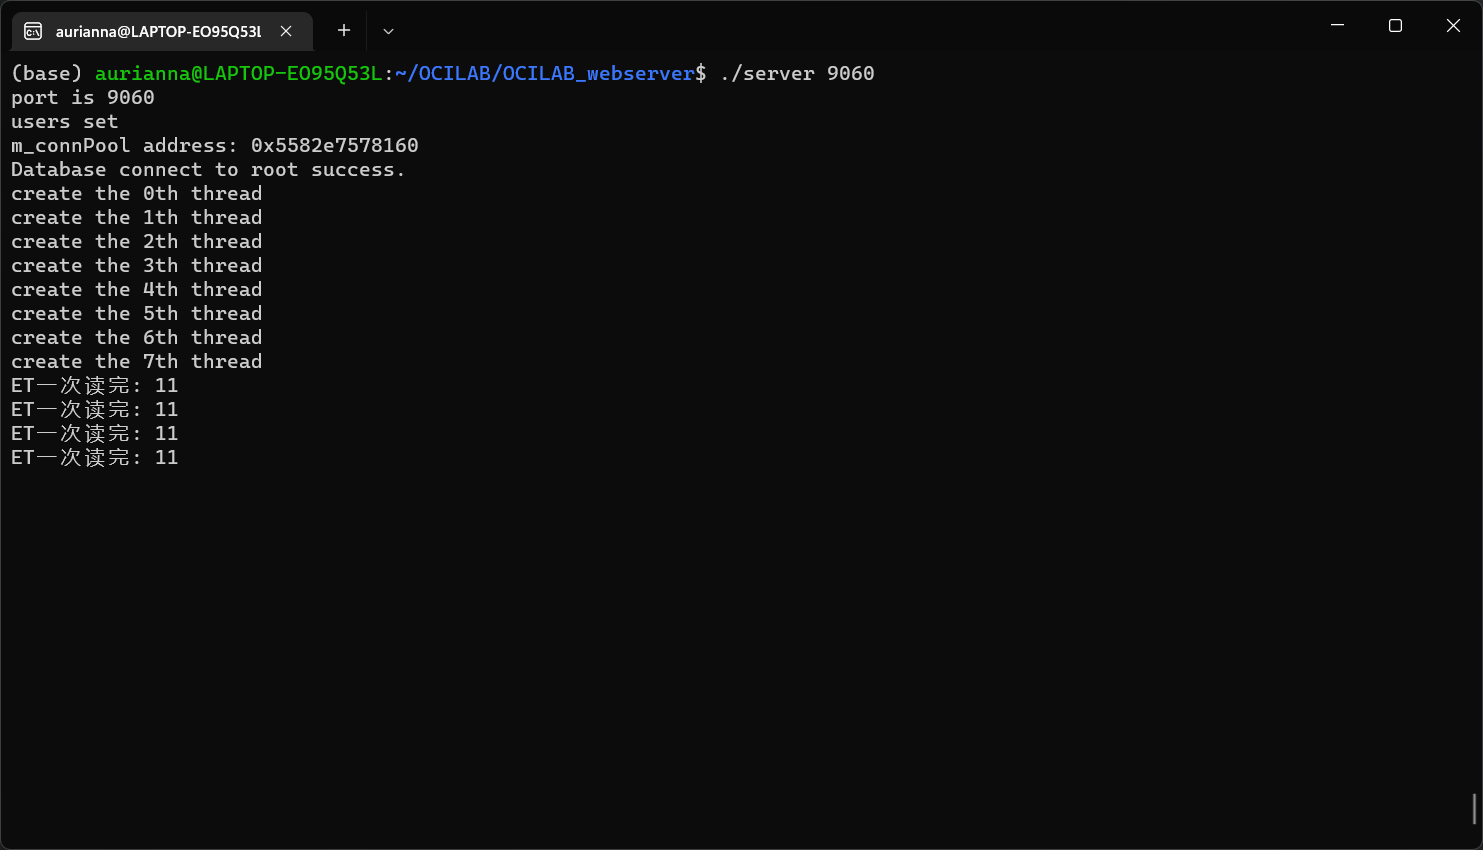 aurianna@LAPTOP-EO95Q53L
(base) aurianna@LAPTOP-EO95Q53L:~/OCILAB/OCILAB_webserver$ ./server 9060
port is 9060
users set
m_connPool address: 0x5582e7578160
Database connect to root success.
create the 0th thread
create the 1th thread
create the 2th thread
create the 3th thread
create the 4th thread
create the 5th thread
create the 6th thread
create the 7th thread
ET一次读完: 11
ET一次读完: 11
ET一次读完: 11
ET一次读完: 11